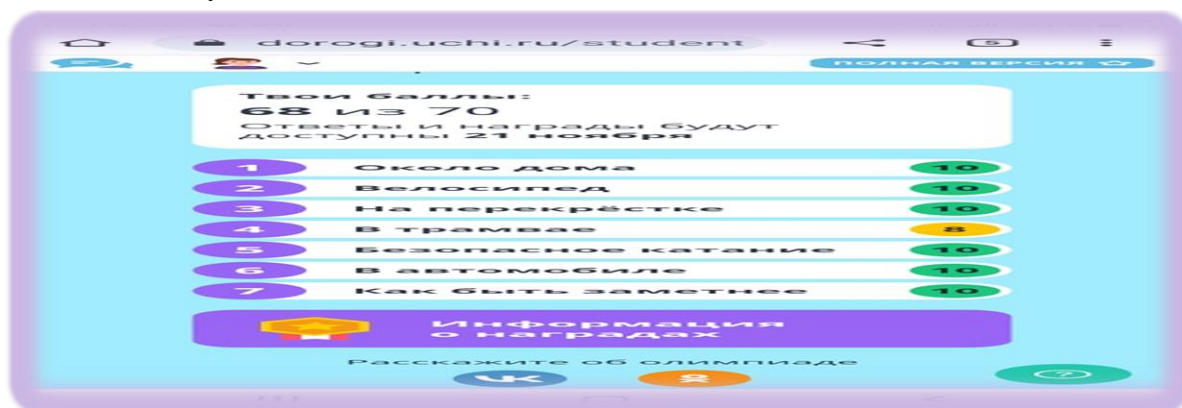 dorogi.uchi.ru/student
5
ПОЛНАЯ ВЕРСИЯ
Твои баллы:
68 из 70
Ответы и награды будут
доступны 21 ноября
1 Около дома 10
2 Велосипед 10
3 На перекрёстке 10
4 В трамвае 8
5 Безопасное катание 10
6 В автомобиле 10
7 Как быть заметнее 10
Информация
о наградах
Расскажите об олимпиаде
?